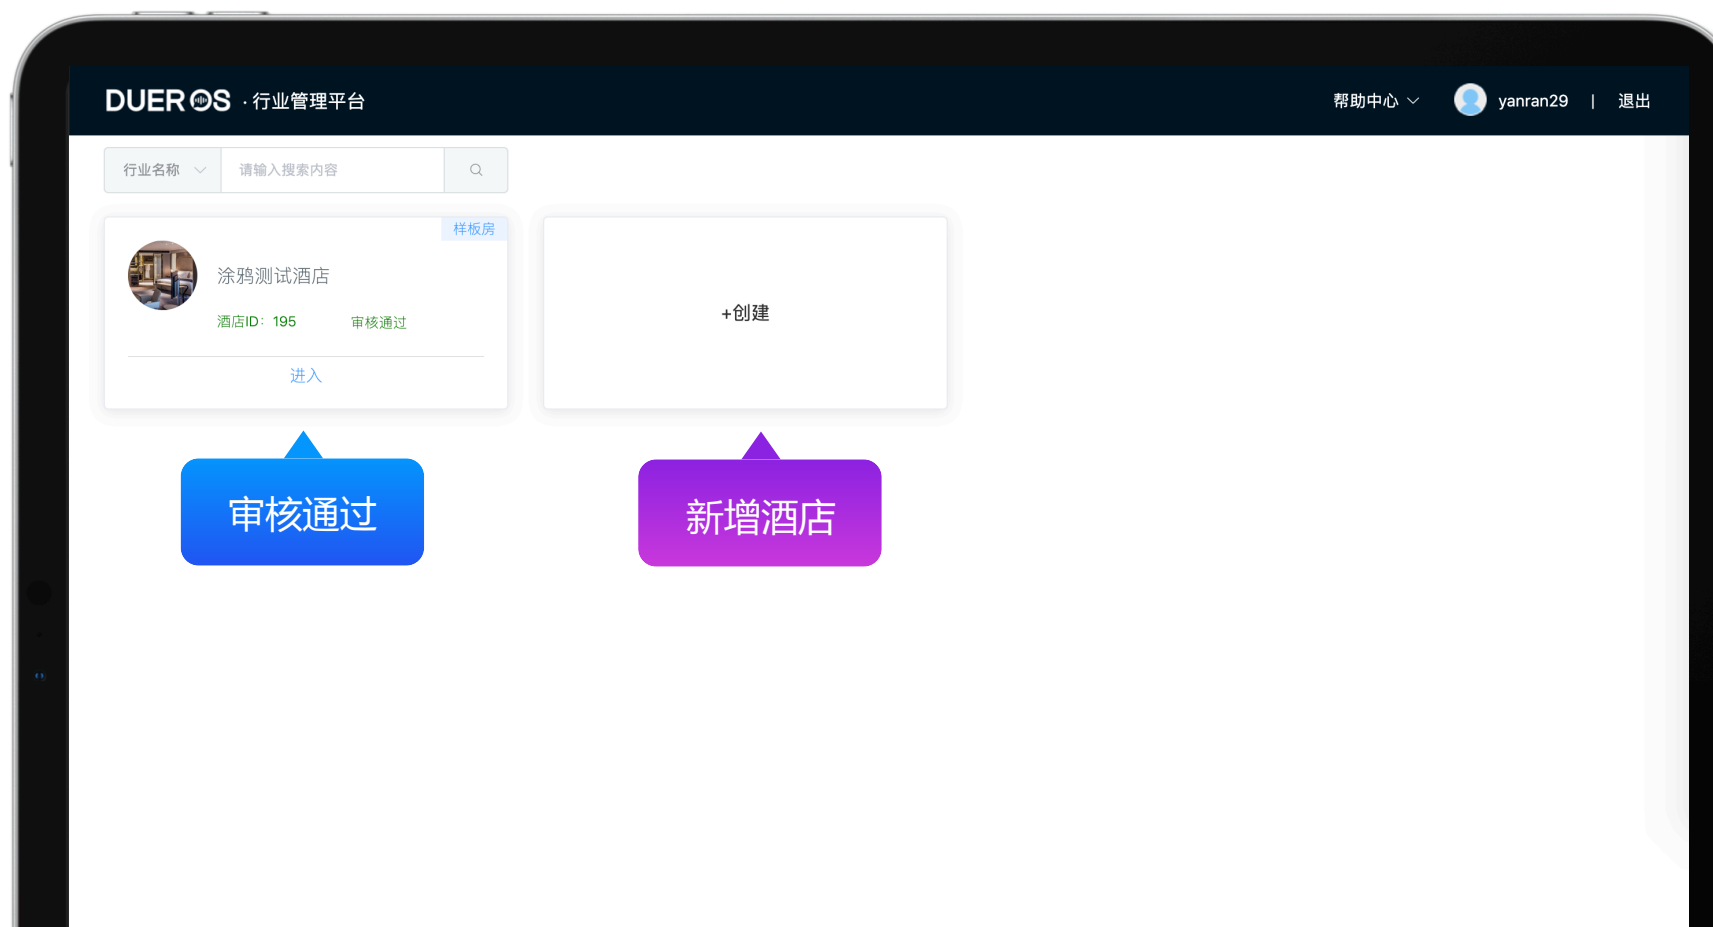 DUEROS · 行业管理平台
帮助中心
yanran29 | 退出
行业名称
请输入搜索内容
样板房
涂鸦测试酒店
酒店ID：195
审核通过
进入
+创建
审核通过
新增酒店